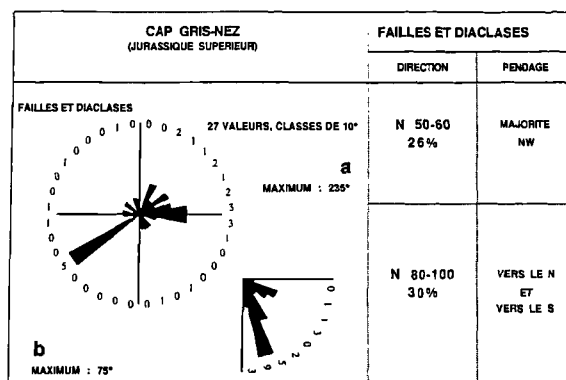 CAP GRIS-NEZ
(JURASSIQUE SUPERIEUR)
FAILLES ET DIACLASES
DIRECTION
PENDAGE
FAILLES ET DIACLASES
27 VALEURS, CLASSES DE 10°
a
MAXIMUM : 235°
N 50-60
26%
MAJORITE
NW
N 80-100
30%
VERS LE N
ET
VERS LE S
b
MAXIMUM : 75°